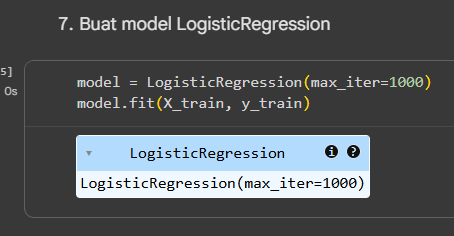 7. Buat model LogisticRegression
5]
0s
model = LogisticRegression(max_iter=1000)
model.fit(X_train, y_train)
LogisticRegression
LogisticRegression(max_iter=1000)